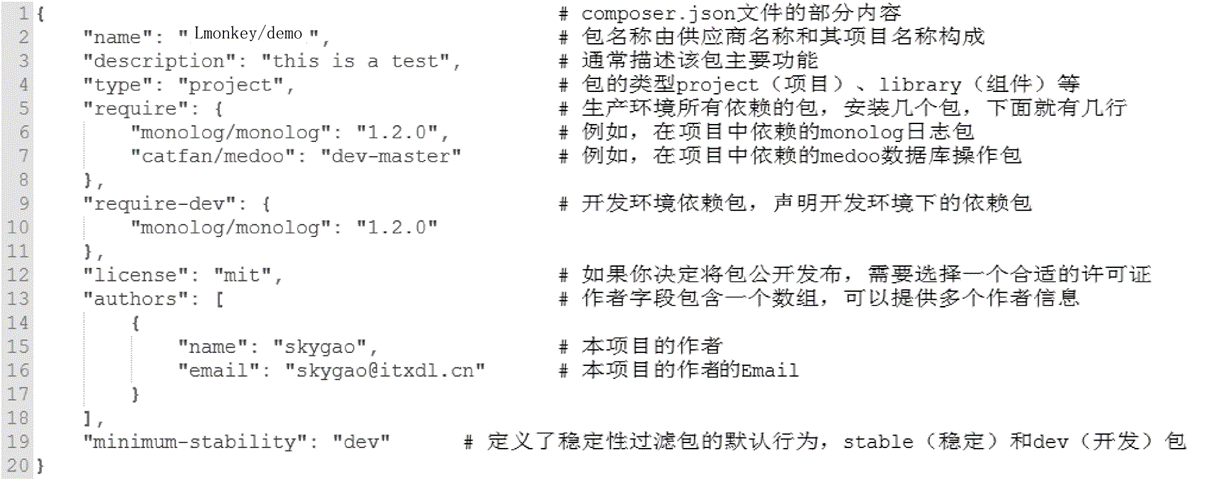 1 { # composer.json文件的部分内容
2 "name": "Lmonkey/demo", # 包名称由供应商名称和其项目名称构成
3 "description": "this is a test", # 通常描述该包主要功能
4 "type": "project", # 包的类型project（项目）、library（组件）等
5 "require": { # 生产环境所有依赖的包，安装几个包，下面就有几行
6 "monolog/monolog": "1.2.0", # 例如，在项目中依赖的monolog日志包
7 "catfan/medoo": "dev-master" # 例如，在项目中依赖的medoo数据库操作包
8 },
9 "require-dev": { # 开发环境依赖包，声明开发环境下的依赖包
10 "monolog/monolog": "1.2.0"
11 },
12 "license": "mit", # 如果你决定将包公开发布，需要选择一个合适的许可证
13 "authors": [ # 作者字段包含一个数组，可以提供多个作者信息
14 {
15 "name": "skygao", # 本项目的作者
16 "email": "skygao@itxdl.cn" # 本项目的作者的Email
17 }
18 ],
19 "minimum-stability": "dev" # 定义了稳定性过滤包的默认行为，stable（稳定）和dev（开发）包
20 }